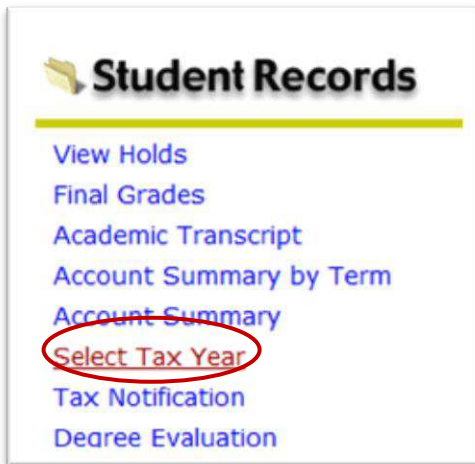 Student Records
View Holds
Final Grades
Academic Transcript
Account Summary by Term
Account Summary
Select Tax Year
Tax Notification
Degree Evaluation